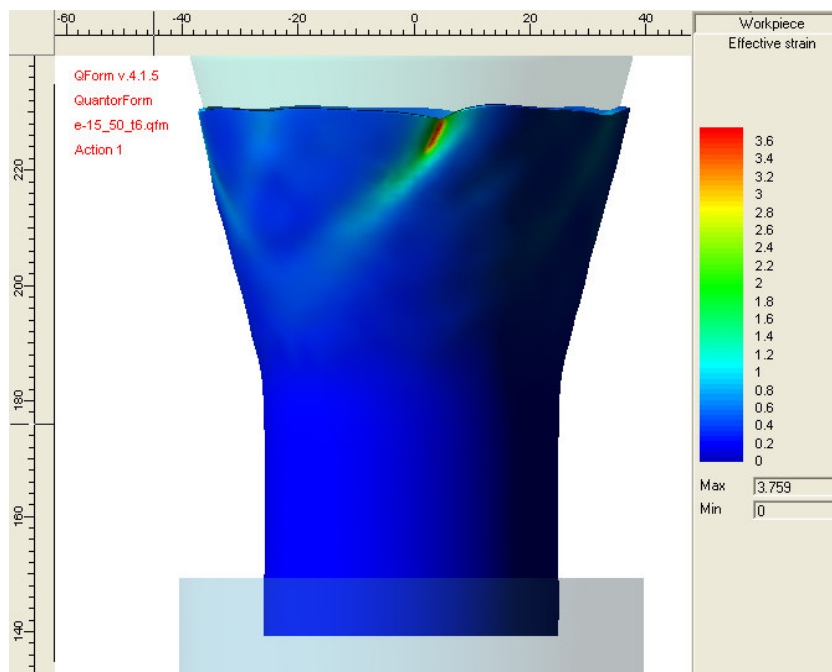 -60 -40 -20 0 20 40
Workpiece
Effective strain
QForm v.4.1.5
QuantorForm
e-15_50_t6.qfm
Action 1
220
200
180
160
140
3.6
3.4
3.2
3
2.8
2.6
2.4
2.2
2
1.8
1.6
1.4
1.2
1
0.8
0.6
0.4
0.2
0
Max 3.759
Min 0